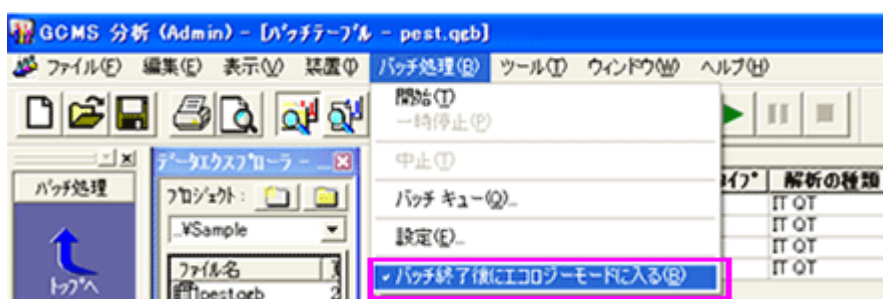 GCMS 分析 (Admin) - [バッチテーブル - pest.qgb]
ファイル(F) 編集(E) 表示(V) 装置(I) バッチ処理(B) ツール(T) ウィンドウ(W) ヘルプ(H)
開始(T)
一時停止(P)
中止(T)
バッチ キュー(Q)...
設定(E)...
✓バッチ終了後にエコロジーモードに入る(B)
バッチ処理
トップへ
データエクスプローラ - ...
プロジェクト:
...¥Sample
ファイル名
pest.qgb 2
イプ 解析の種類
IT QT
IT QT
IT QT
IT QT